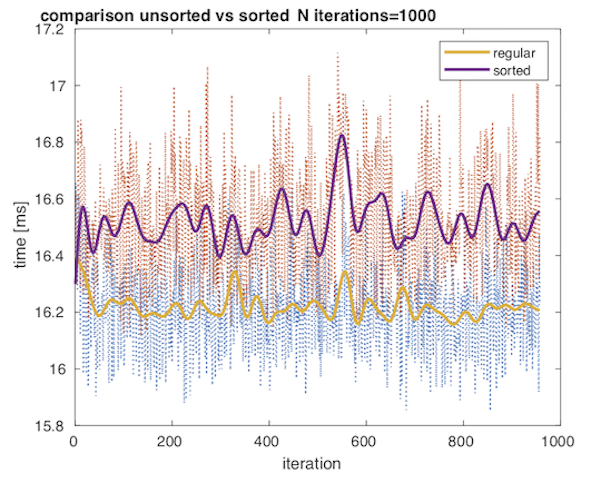 comparison unsorted vs sorted N iterations=1000
17.2
17
16.8
16.6
16.4
16.2
16
15.8
time [ms]
regular
sorted
0
200
400
600
800
1000
iteration